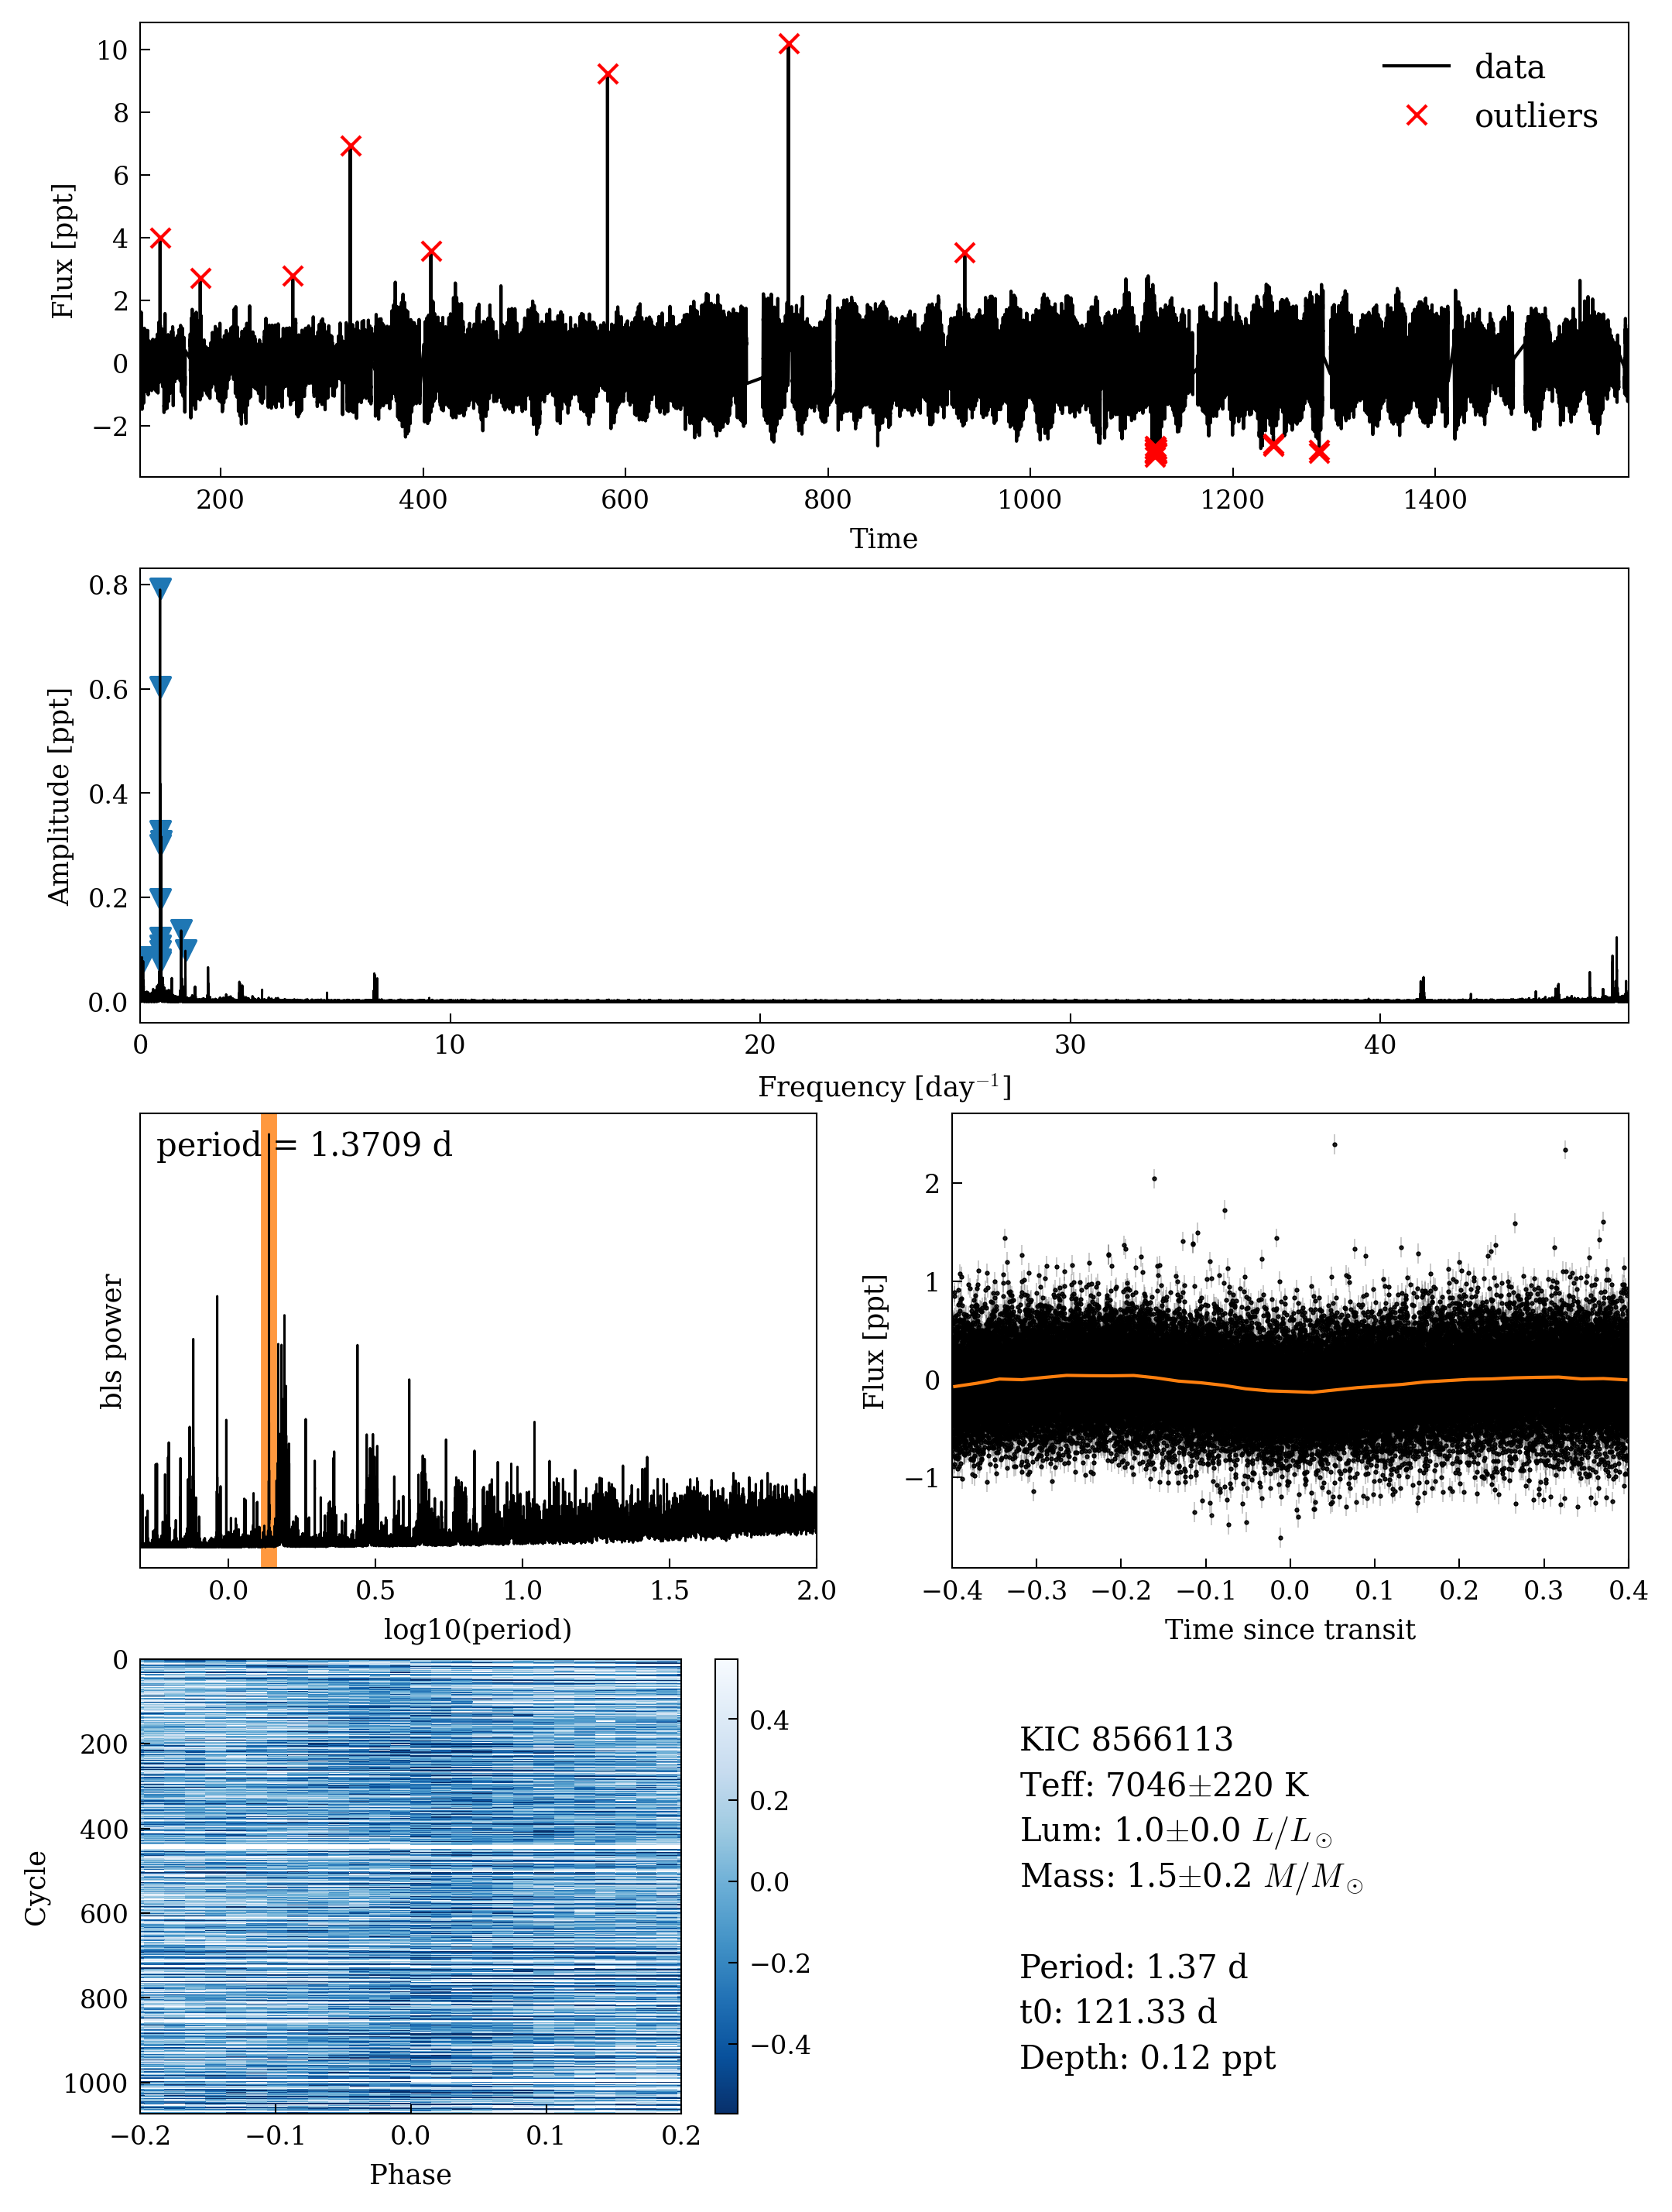 10
8
6
4
2
0
−2
Flux [ppt]
data
outliers
200
400
600
800
1000
1200
1400
Time
0.8
0.6
0.4
0.2
0.0
Amplitude [ppt]
0
10
20
30
40
Frequency [day⁻¹]
period = 1.3709 d
bls power
0.0
0.5
1.0
1.5
2.0
log10(period)
2
1
0
−1
Flux [ppt]
−0.4
−0.3
−0.2
−0.1
0.0
0.1
0.2
0.3
0.4
Time since transit
0
200
400
600
800
1000
Cycle
−0.2
−0.1
0.0
0.1
0.2
Phase
0.4
0.2
0.0
−0.2
−0.4
KIC 8566113
Teff: 7046±220 K
Lum: 1.0±0.0 L/L⊙
Mass: 1.5±0.2 M/M⊙
Period: 1.37 d
t0: 121.33 d
Depth: 0.12 ppt